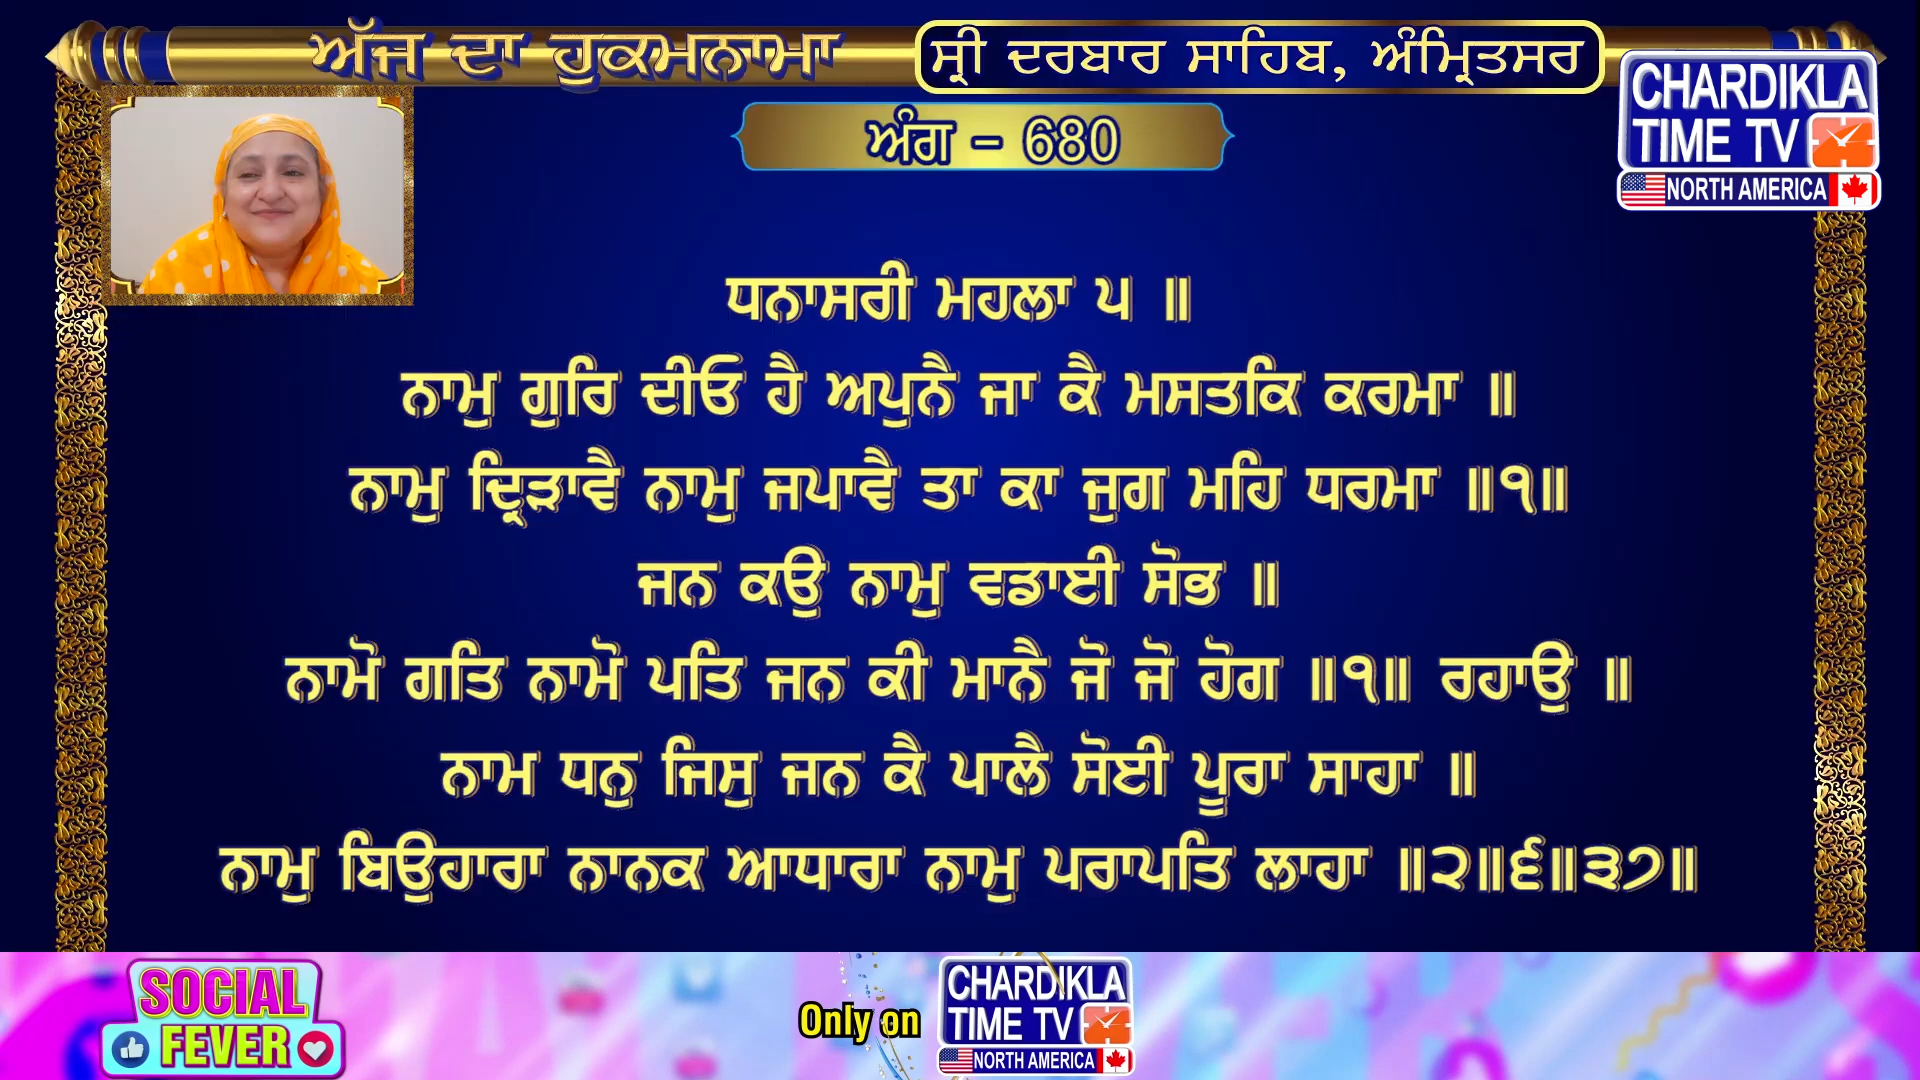 ਅੱਜ ਦਾ ਹੁਕਮਨਾਮਾ
ਸ੍ਰੀ ਦਰਬਾਰ ਸਾਹਿਬ, ਅੰਮ੍ਰਿਤਸਰ
CHARDIKLA
TIME TV
NORTH AMERICA
ਅੰਗ - 680
ਧਨਾਸਰੀ ਮਹਲਾ ੫ ॥
ਨਾਮੁ ਗੁਰਿ ਦੀਓ ਹੈ ਅਪੁਨੈ ਜਾ ਕੈ ਮਸਤਕਿ ਕਰਮਾ ॥
ਨਾਮੁ ਦ੍ਰਿੜਾਵੈ ਨਾਮੁ ਜਪਾਵੈ ਤਾ ਕਾ ਜੁਗ ਮਹਿ ਧਰਮਾ ॥੧॥
ਜਨ ਕਉ ਨਾਮੁ ਵਡਾਈ ਸੋਭ ॥
ਨਾਮੋ ਗਤਿ ਨਾਮੋ ਪਤਿ ਜਨ ਕੀ ਮਾਨੈ ਜੋ ਜੋ ਹੋਗ ॥੧॥ ਰਹਾਉ ॥
ਨਾਮ ਧਨੁ ਜਿਸੁ ਜਨ ਕੈ ਪਾਲੈ ਸੋਈ ਪੂਰਾ ਸਾਹਾ ॥
ਨਾਮੁ ਬਿਉਹਾਰਾ ਨਾਨਕ ਆਧਾਰਾ ਨਾਮੁ ਪਰਾਪਤਿ ਲਾਹਾ ॥੨॥੬॥੩੭॥
SOCIAL
FEVER
Only on
CHARDIKLA
TIME TV
NORTH AMERICA